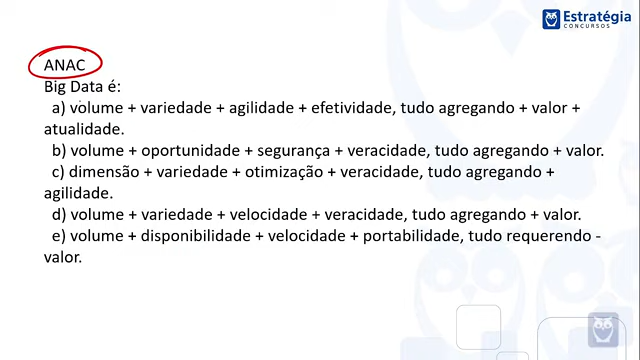 Estratégia
CONCURSOS
ANAC
Big Data é:
a) volume + variedade + agilidade + efetividade, tudo agregando + valor +
atualidade.
b) volume + oportunidade + segurança + veracidade, tudo agregando + valor.
c) dimensão + variedade + otimização + veracidade, tudo agregando +
agilidade.
d) volume + variedade + velocidade + veracidade, tudo agregando + valor.
e) volume + disponibilidade + velocidade + portabilidade, tudo requerendo -
valor.